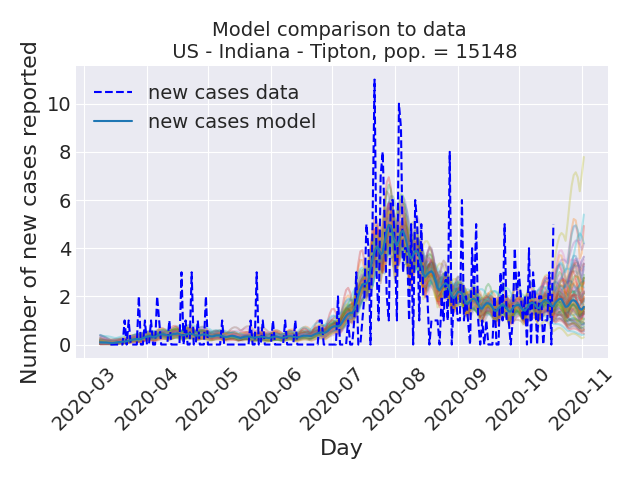 Model comparison to data
US - Indiana - Tipton, pop. = 15148
new cases data
new cases model
Number of new cases reported
10
8
6
4
2
0
2020-03
2020-04
2020-05
2020-06
2020-07
2020-08
2020-09
2020-10
2020-11
Day